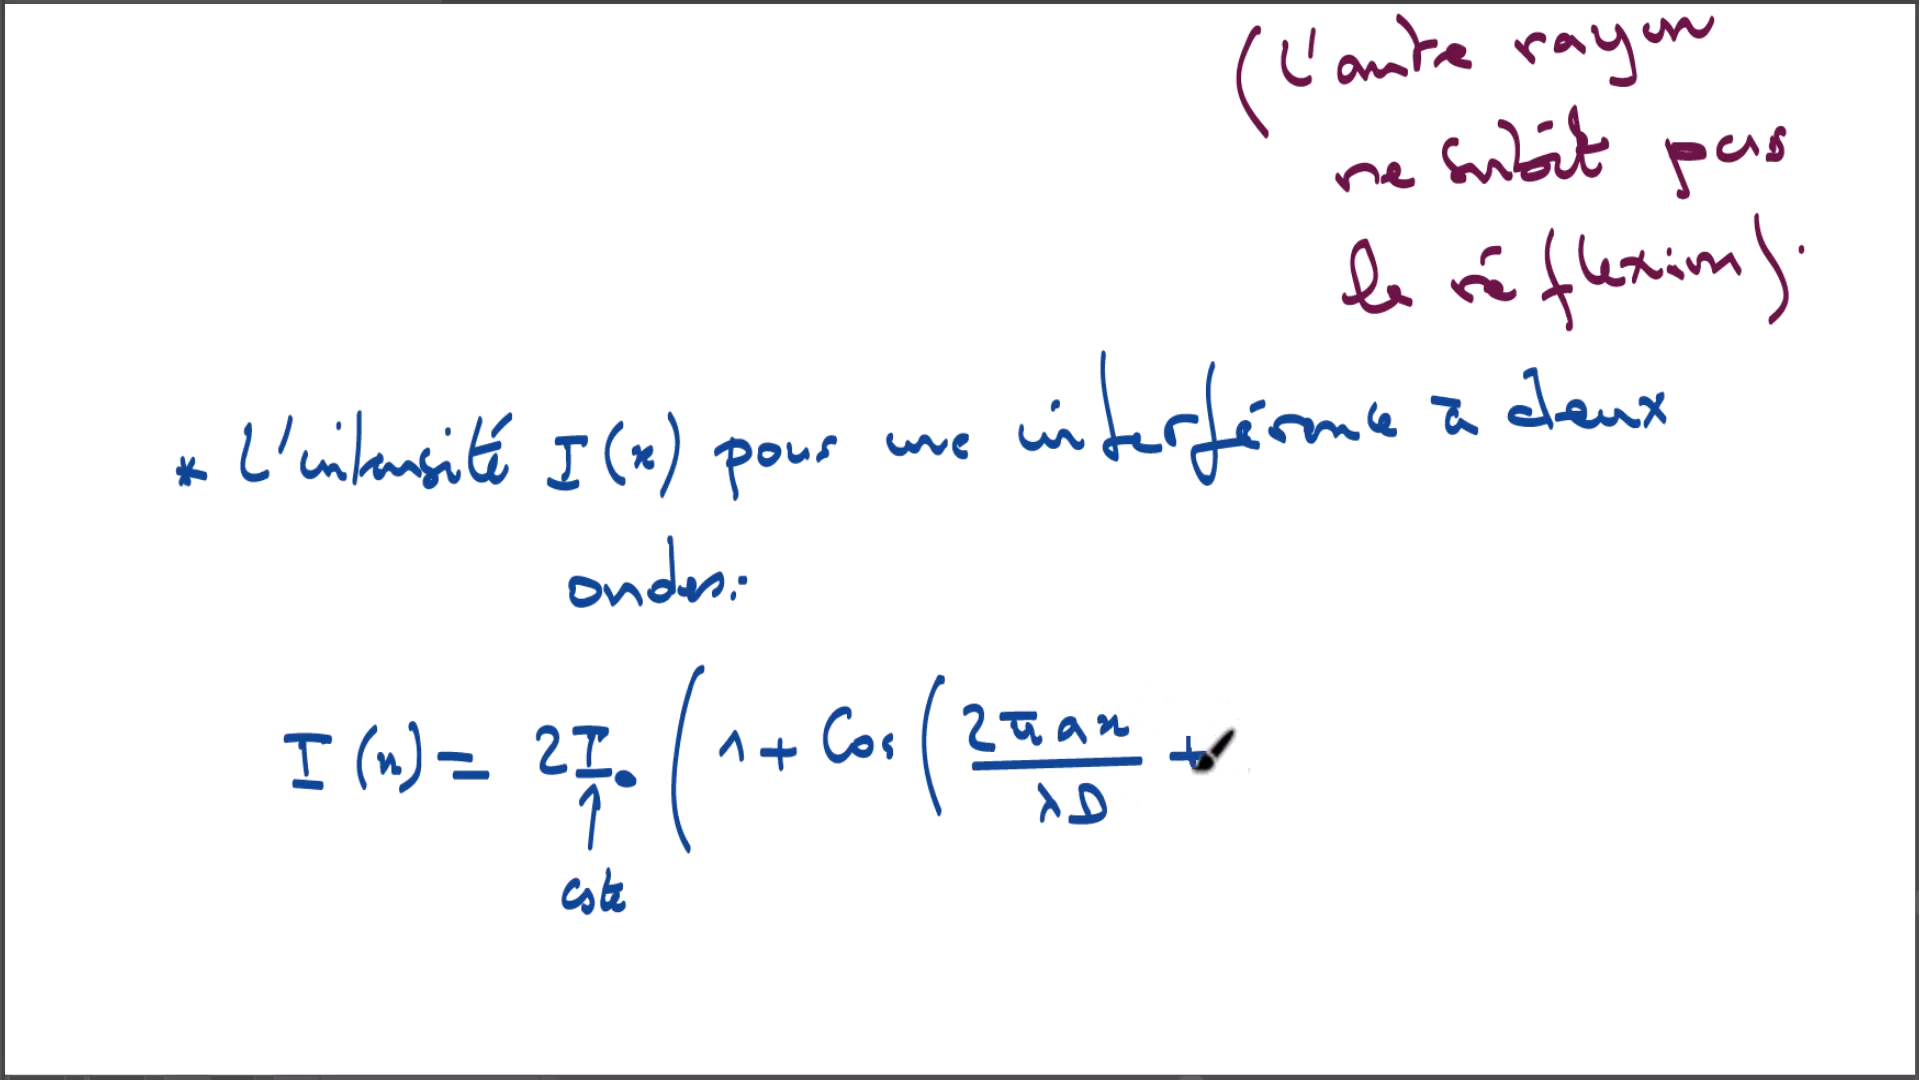 (L'autre rayon
ne subit pas
la réflexion).
* L'intensité I(x) pour une interférence à deux
ondes:
I(x) = 2I₀ (1 + Cos(2πax/λD +
↑
cste